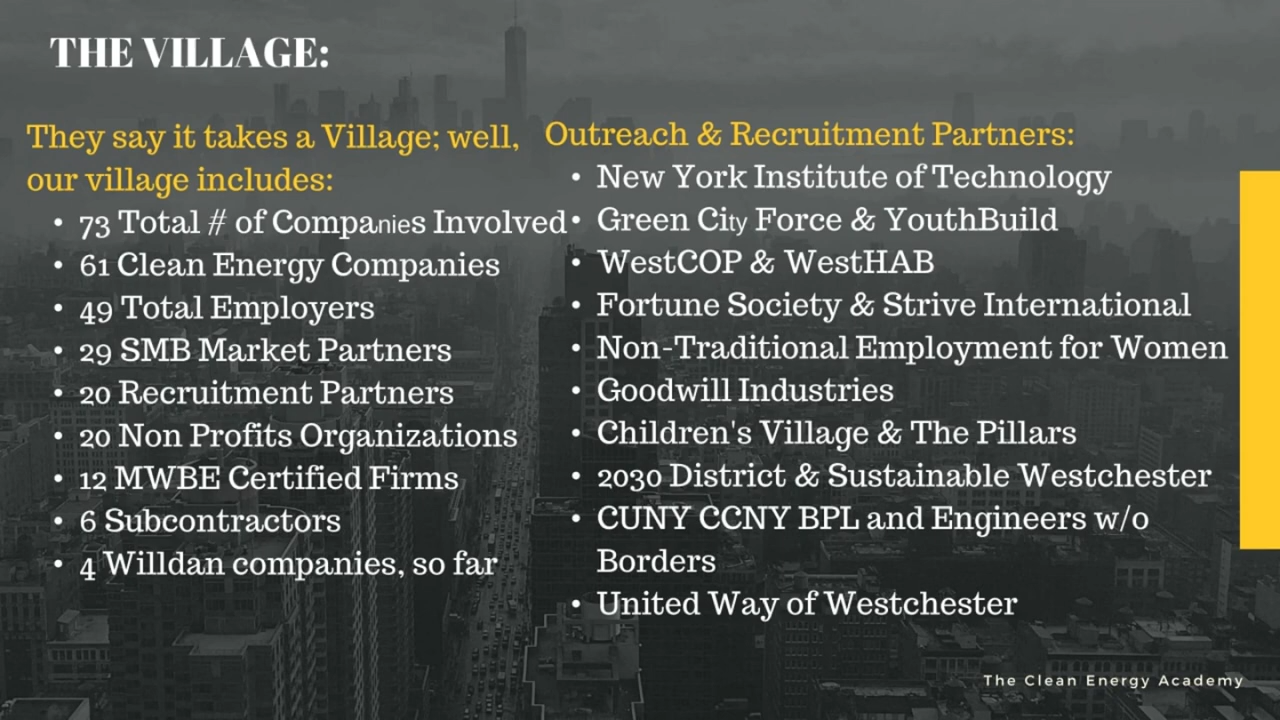 THE VILLAGE:
They say it takes a Village; well,
our village includes:
• 73 Total # of Companies Involved
• 61 Clean Energy Companies
• 49 Total Employers
• 29 SMB Market Partners
• 20 Recruitment Partners
• 20 Non Profits Organizations
• 12 MWBE Certified Firms
• 6 Subcontractors
• 4 Willdan companies, so far
Outreach & Recruitment Partners:
• New York Institute of Technology
• Green City Force & YouthBuild
• WestCOP & WestHAB
• Fortune Society & Strive International
• Non-Traditional Employment for Women
• Goodwill Industries
• Children's Village & The Pillars
• 2030 District & Sustainable Westchester
• CUNY CCNY BPL and Engineers w/o
Borders
• United Way of Westchester
The Clean Energy Academy